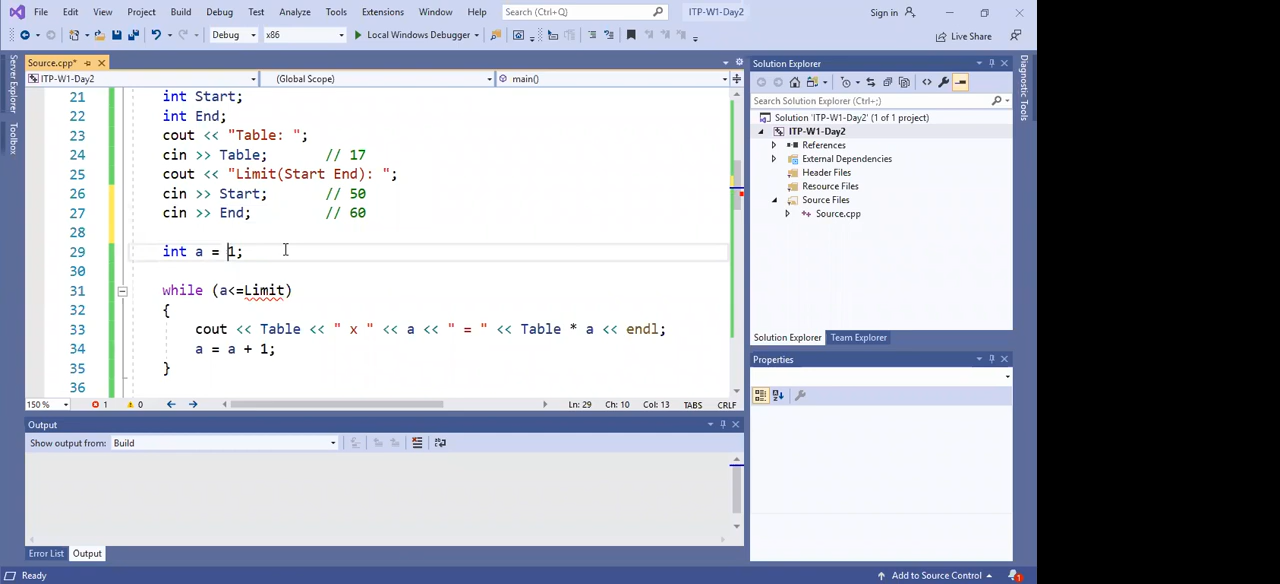 File Edit View Git Project Build Debug Test Analyze Tools Extensions Window Help Search (Ctrl+Q) ITP-W1-Day2 Sign in
Debug x86 Local Windows Debugger Live Share
Server Explorer
Toolbox
Source.cpp*
ITP-W1-Day2 (Global Scope) main()
21 int Start;
22 int End;
23 cout << "Table: ";
24 cin >> Table; // 17
25 cout << "Limit(Start End): ";
26 cin >> Start; // 50
27 cin >> End; // 60
28
29 int a = 1;
30
31 while (a<=Limit)
32 {
33 cout << Table << " x " << a << " = " << Table * a << endl;
34 a = a + 1;
35 }
36
150 % 1 0 Ln: 29 Ch: 10 Col: 13 TABS CRLF
Output
Show output from: Build
Error List Output
Solution Explorer
Search Solution Explorer (Ctrl+;)
Solution 'ITP-W1-Day2' (1 of 1 project)
ITP-W1-Day2
References
External Dependencies
Header Files
Resource Files
Source Files
Source.cpp
Solution Explorer Team Explorer
Properties
Diagnostic Tools
Ready Add to Source Control 1